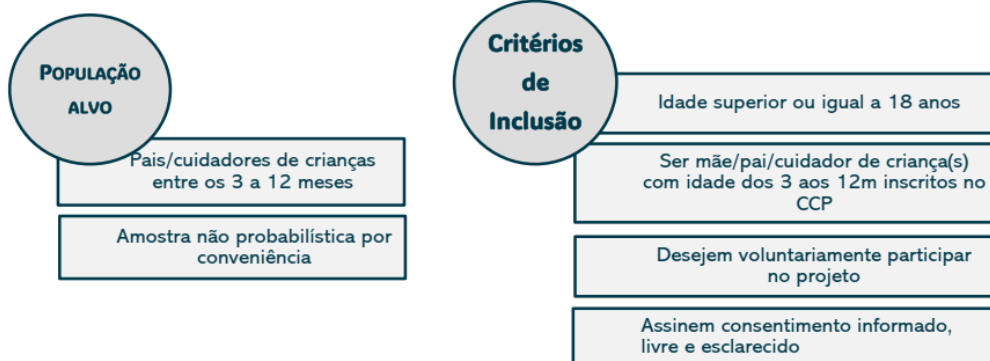 POPULAÇÃO
ALVO
Pais/cuidadores de crianças
entre os 3 a 12 meses
Amostra não probabilística por
conveniência
Critérios
de
Inclusão
Idade superior ou igual a 18 anos
Ser mãe/pai/cuidador de criança(s)
com idade dos 3 aos 12m inscritos no
CCP
Desejem voluntariamente participar
no projeto
Assinem consentimento informado,
livre e esclarecido